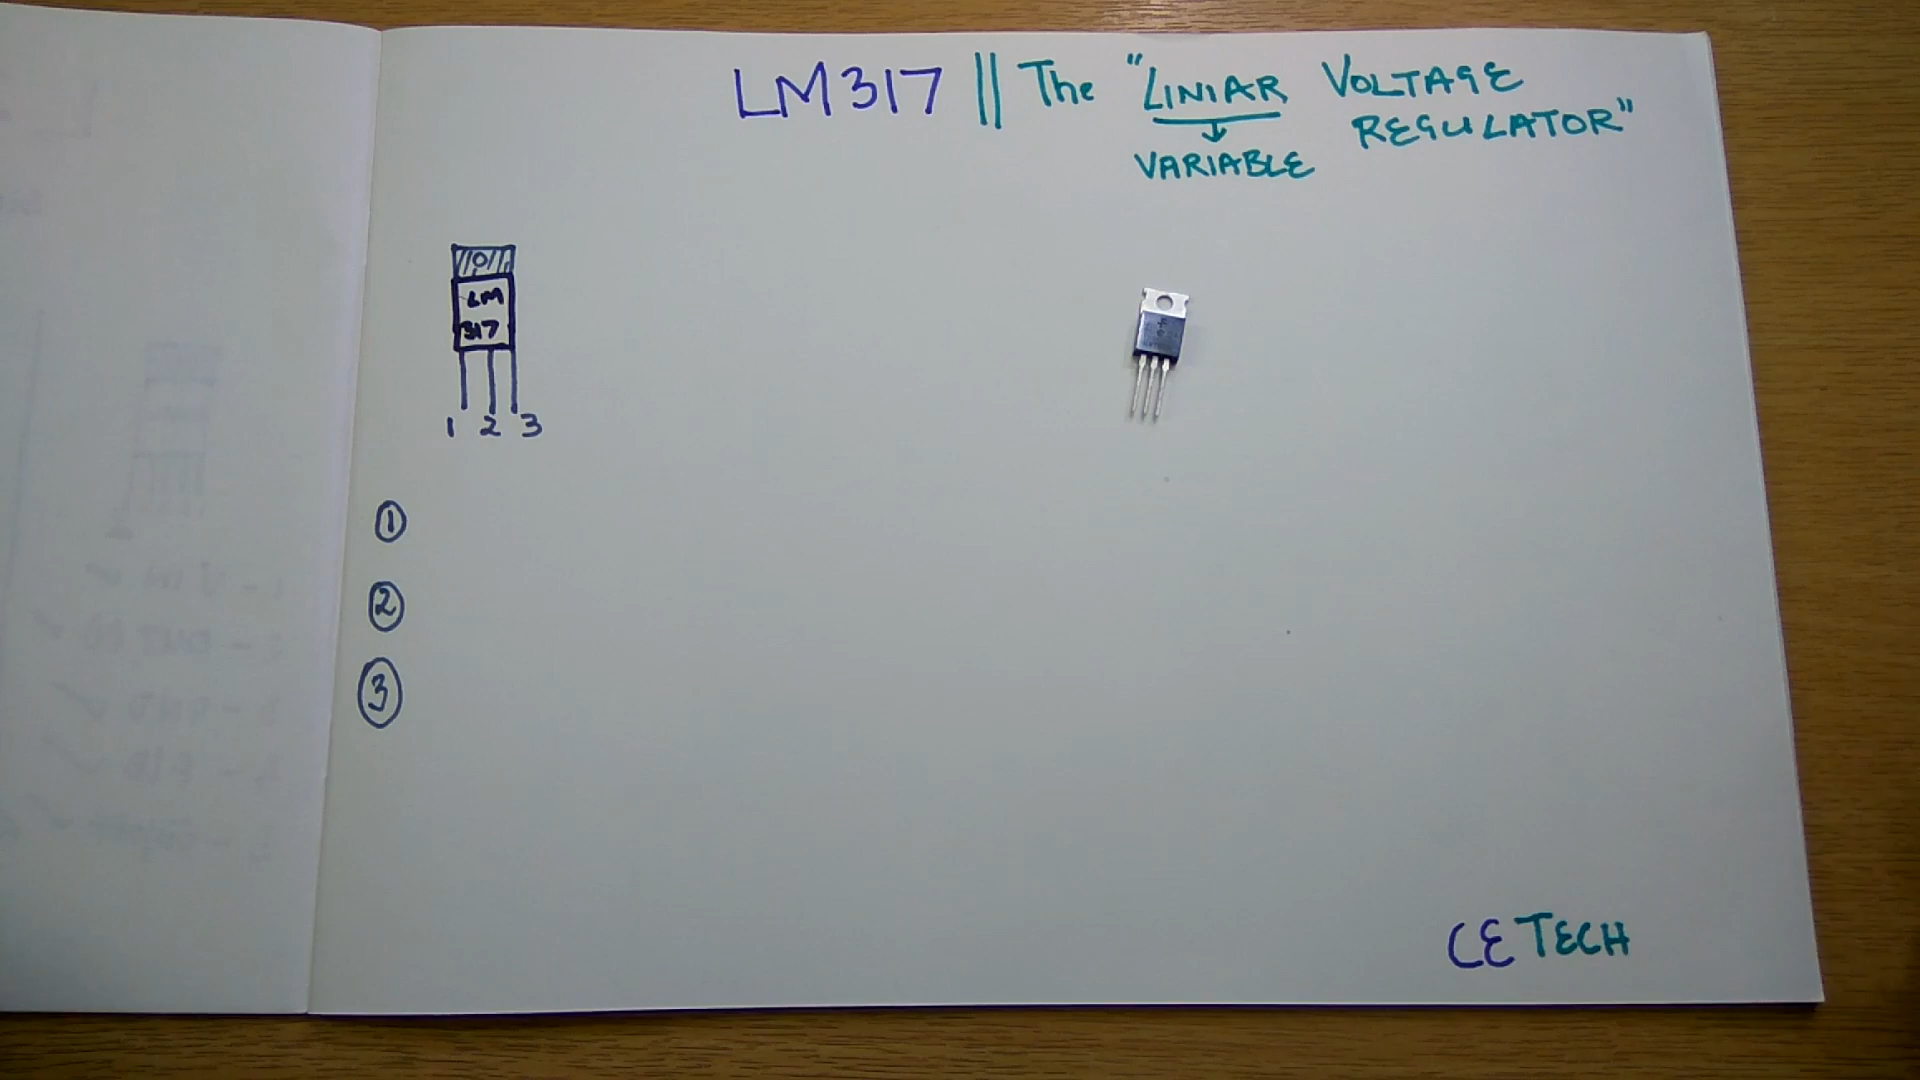 LM317 || The "LINIAR VOLTAGE
REGULATOR"
VARIABLE
LM
317
1 2 3
1
2
3
CE TECH